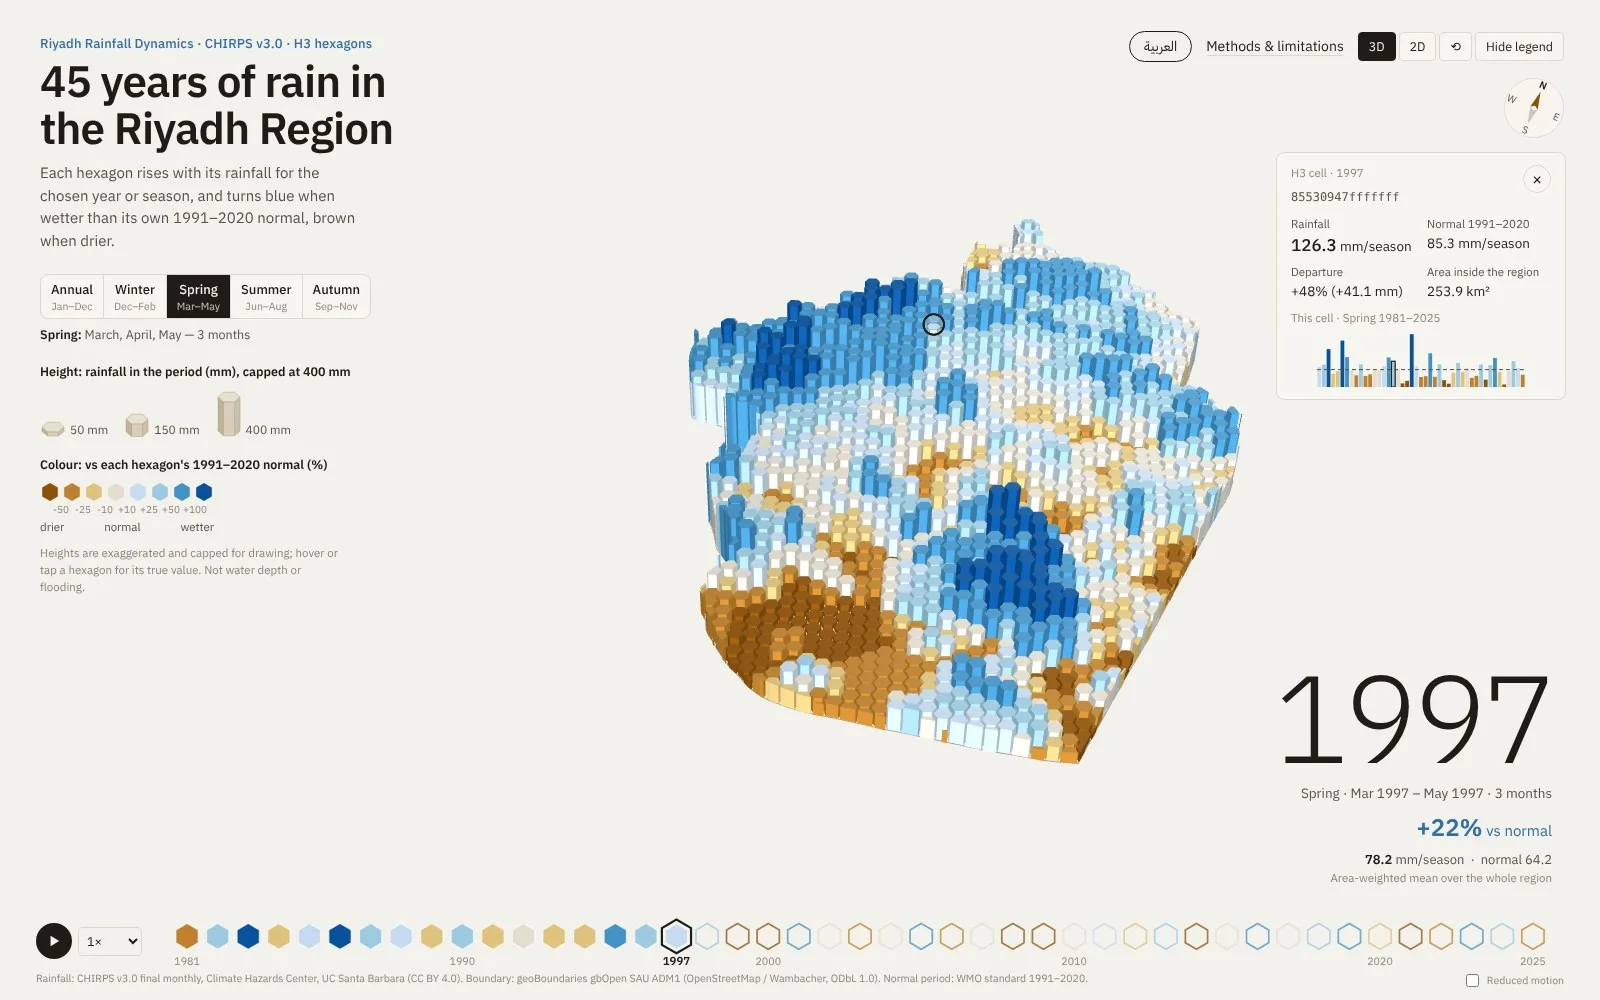 Riyadh Rainfall Dynamics · CHIRPS v3.0 · H3 hexagons
45 years of rain in
the Riyadh Region
Each hexagon rises with its rainfall for the
chosen year or season, and turns blue when
wetter than its own 1991–2020 normal, brown
when drier.
Annual Winter Spring Summer Autumn
Jan–Dec Dec–Feb Mar–May Jun–Aug Sep–Nov
Spring: March, April, May — 3 months
Height: rainfall in the period (mm), capped at 400 mm
50 mm 150 mm 400 mm
Colour: vs each hexagon's 1991–2020 normal (%)
-50 -25 -10 +10 +25 +50 +100
drier normal wetter
Heights are exaggerated and capped for drawing; hover or
tap a hexagon for its true value. Not water depth or
flooding.
العربية Methods & limitations 3D 2D ⟲ Hide legend
N
W E
S
H3 cell · 1997 ×
85530947fffffff
Rainfall Normal 1991–2020
126.3 mm/season 85.3 mm/season
Departure Area inside the region
+48% (+41.1 mm) 253.9 km²
This cell · Spring 1981–2025
1997
Spring · Mar 1997 – May 1997 · 3 months
+22% vs normal
78.2 mm/season · normal 64.2
Area-weighted mean over the whole region
1×
1981 1990 1997 2000 2010 2020 2025
Rainfall: CHIRPS v3.0 final monthly, Climate Hazards Center, UC Santa Barbara (CC BY 4.0). Boundary: geoBoundaries gbOpen SAU ADM1 (OpenStreetMap / Wambacher, ODbL 1.0). Normal period: WMO standard 1991–2020.
Reduced motion